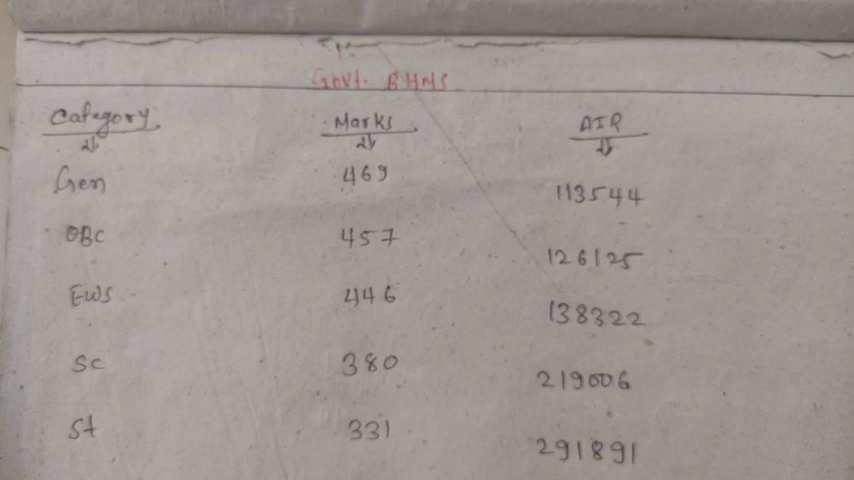 Govt. BHMS
Category Marks AIR
Gen 469 113544
OBC 457 126125
EWS 446 138322
SC 380 219006
St 331 291891